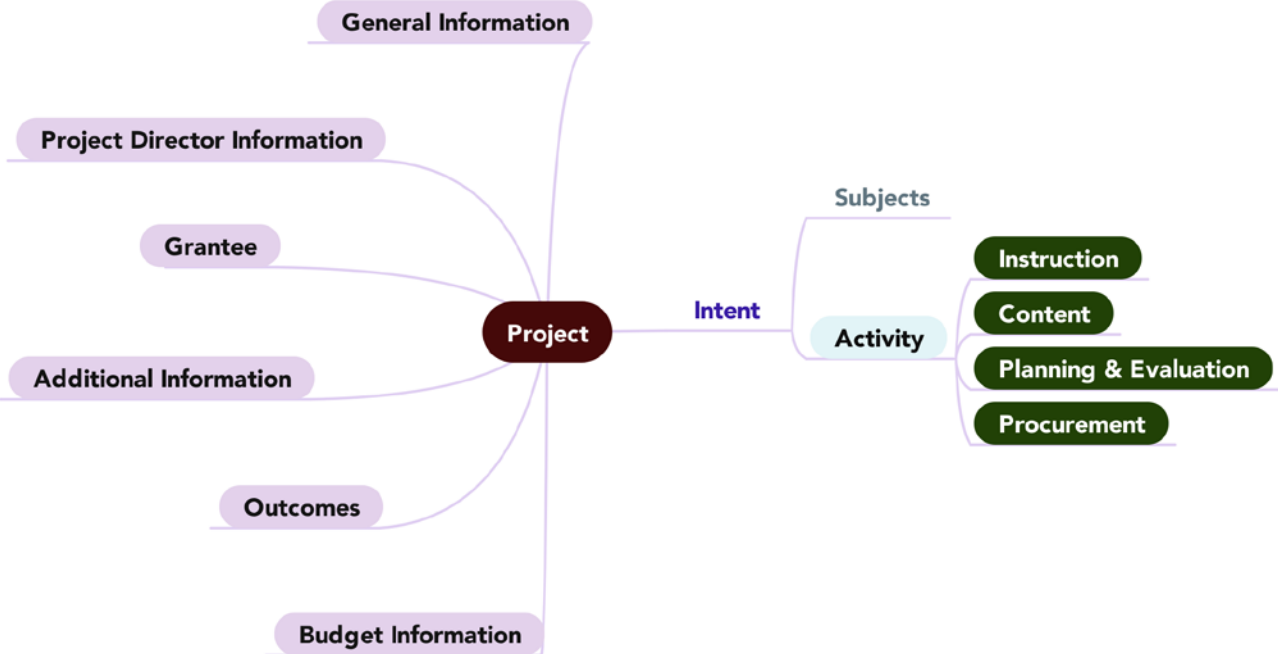 General Information
Project Director Information
Grantee
Additional Information
Outcomes
Budget Information
Project
Intent
Subjects
Activity
Instruction
Content
Planning & Evaluation
Procurement